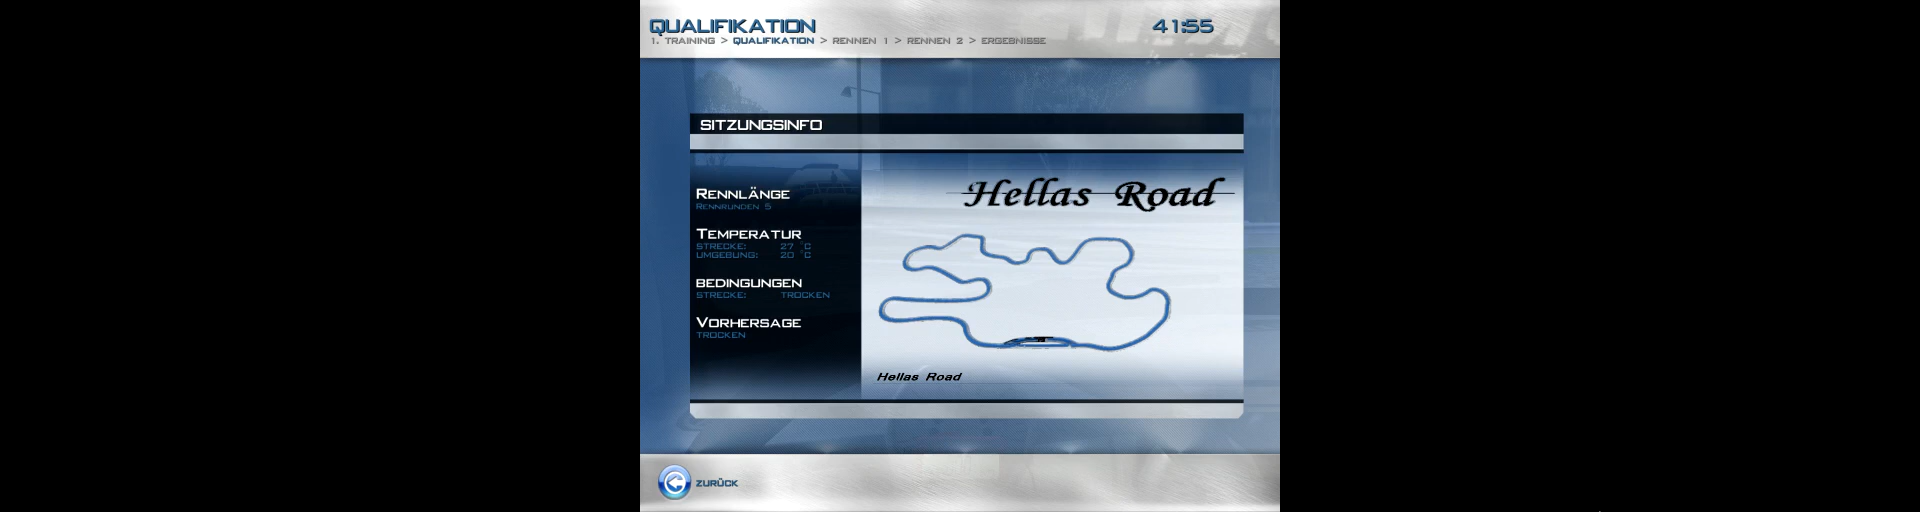 QUALIFIKATION
41:55
1. TRAINING > QUALIFIKATION > RENNEN 1 > RENNEN 2 > ERGEBNISSE
SITZUNGSINFO
RENNLÄNGE
RENNRUNDEN 5
TEMPERATUR
STRECKE: 27 °C
UMGEBUNG: 20 °C
BEDINGUNGEN
STRECKE: TROCKEN
VORHERSAGE
TROCKEN
Hellas Road
Hellas Road
ZURÜCK